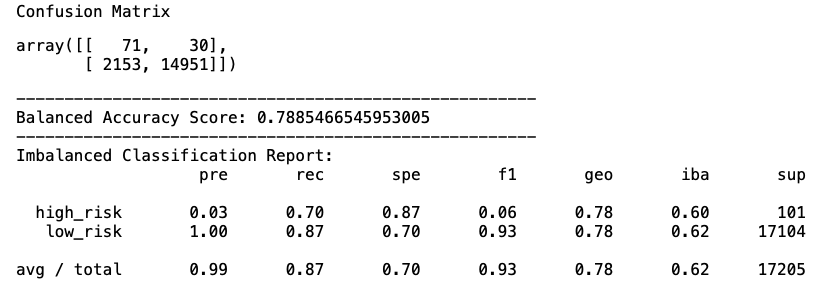 Confusion Matrix
array([[   71,    30],
       [ 2153, 14951]])
------------------------------------------------------
Balanced Accuracy Score: 0.7885466545953005
------------------------------------------------------
Imbalanced Classification Report:
                   pre       rec       spe        f1       geo       iba       sup
  high_risk       0.03      0.70      0.87      0.06      0.78      0.60       101
   low_risk       1.00      0.87      0.70      0.93      0.78      0.62     17104
avg / total       0.99      0.87      0.70      0.93      0.78      0.62     17205